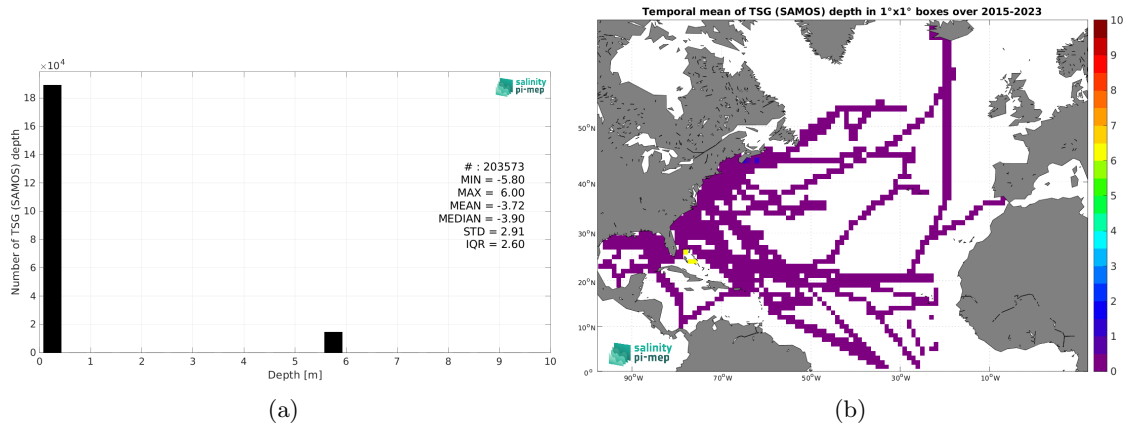 ×10⁴
18
16
14
12
10
8
6
4
2
0
Number of TSG (SAMOS) depth
salinity
pi-mep
# : 203573
MIN = -5.80
MAX = 6.00
MEAN = -3.72
MEDIAN = -3.90
STD = 2.91
IQR = 2.60
0 1 2 3 4 5 6 7 8 9 10
Depth [m]
(a)
Temporal mean of TSG (SAMOS) depth in 1°x1° boxes over 2015-2023
50°N
40°N
30°N
20°N
10°N
0°
90°W 70°W 50°W 30°W 10°W
salinity
pi-mep
10
9
8
7
6
5
4
3
2
1
0
(b)